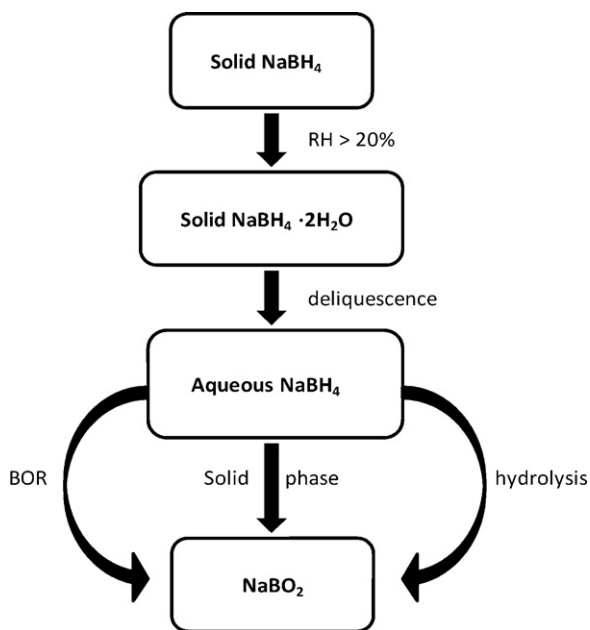 Solid NaBH₄
RH > 20%
Solid NaBH₄ ·2H₂O
deliquescence
Aqueous NaBH₄
BOR
Solid phase
hydrolysis
NaBO₂